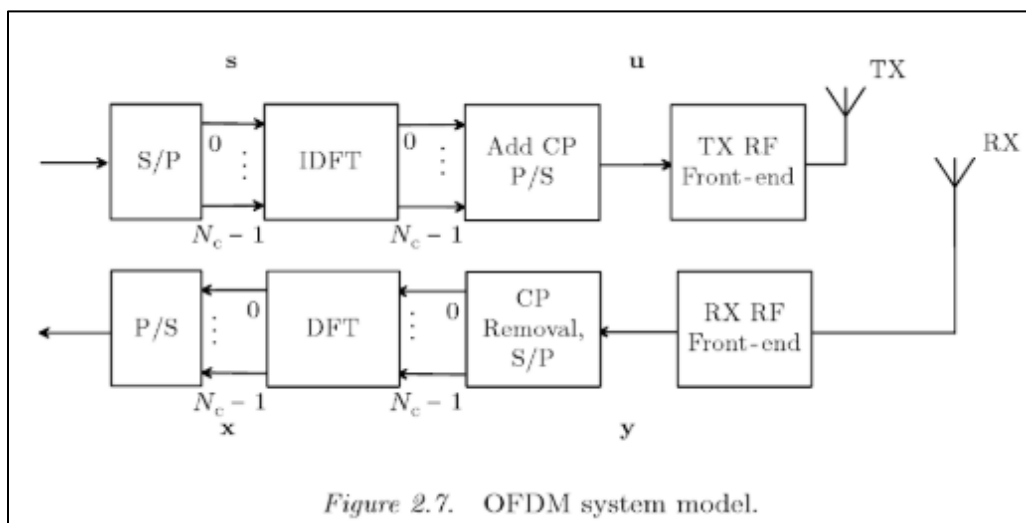 s
u
TX
RX
S/P
0
⋮
N_c − 1
IDFT
0
⋮
N_c − 1
Add CP
P/S
TX RF
Front-end
P/S
0
⋮
N_c − 1
DFT
0
⋮
N_c − 1
CP
Removal,
S/P
RX RF
Front-end
x
y
Figure 2.7. OFDM system model.